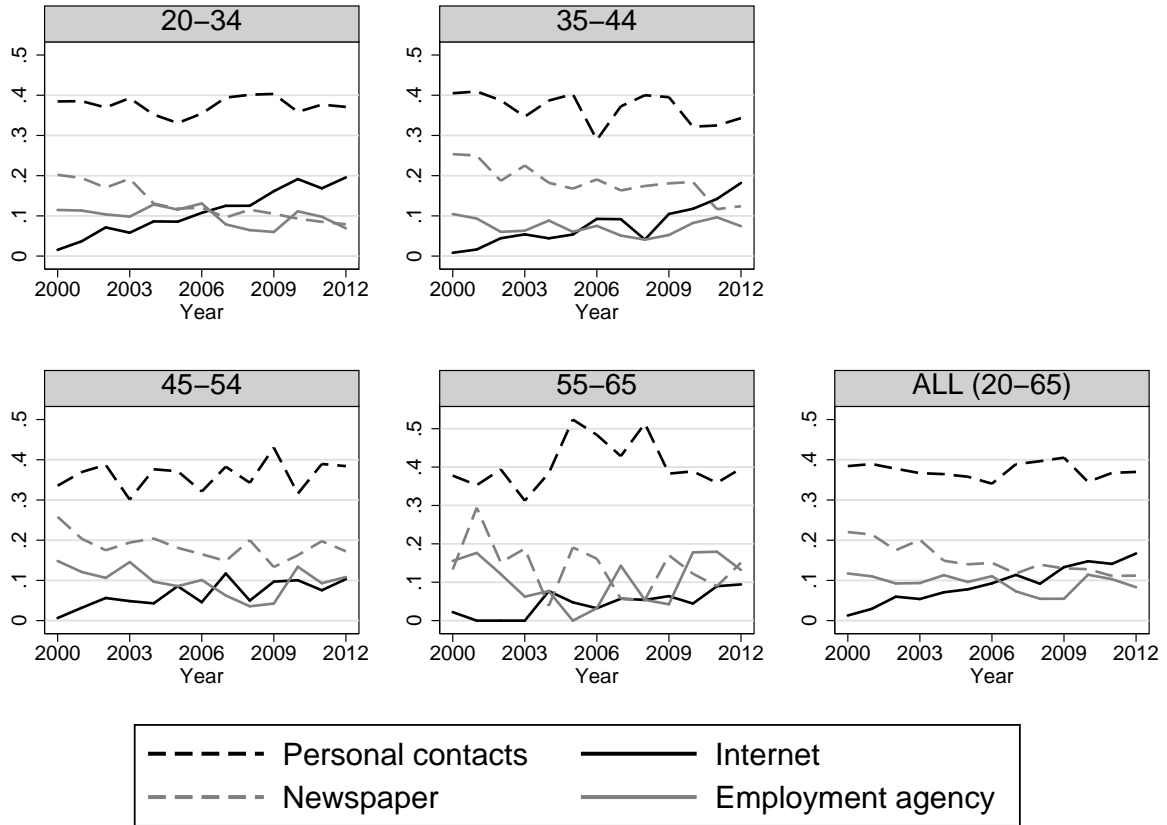 20−34
35−44
.5
.4
.3
.2
.1
0
2000 2003 2006 2009 2012
Year
.5
.4
.3
.2
.1
0
2000 2003 2006 2009 2012
Year
45−54
55−65
ALL (20−65)
.5
.4
.3
.2
.1
0
2000 2003 2006 2009 2012
Year
.5
.4
.3
.2
.1
0
2000 2003 2006 2009 2012
Year
.5
.4
.3
.2
.1
0
2000 2003 2006 2009 2012
Year
Personal contacts
Internet
Newspaper
Employment agency